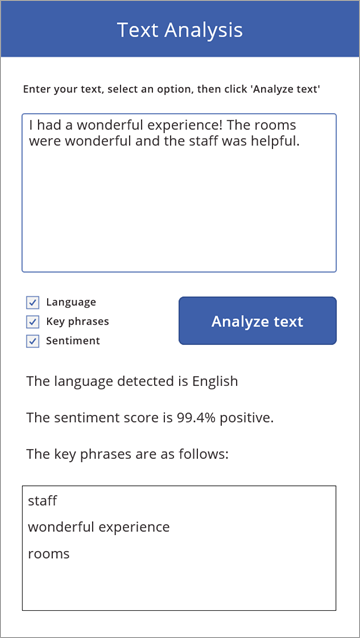 Text Analysis
Enter your text, select an option, then click 'Analyze text'
I had a wonderful experience! The rooms
were wonderful and the staff was helpful.
Language
Key phrases
Sentiment
Analyze text
The language detected is English
The sentiment score is 99.4% positive.
The key phrases are as follows:
staff
wonderful experience
rooms